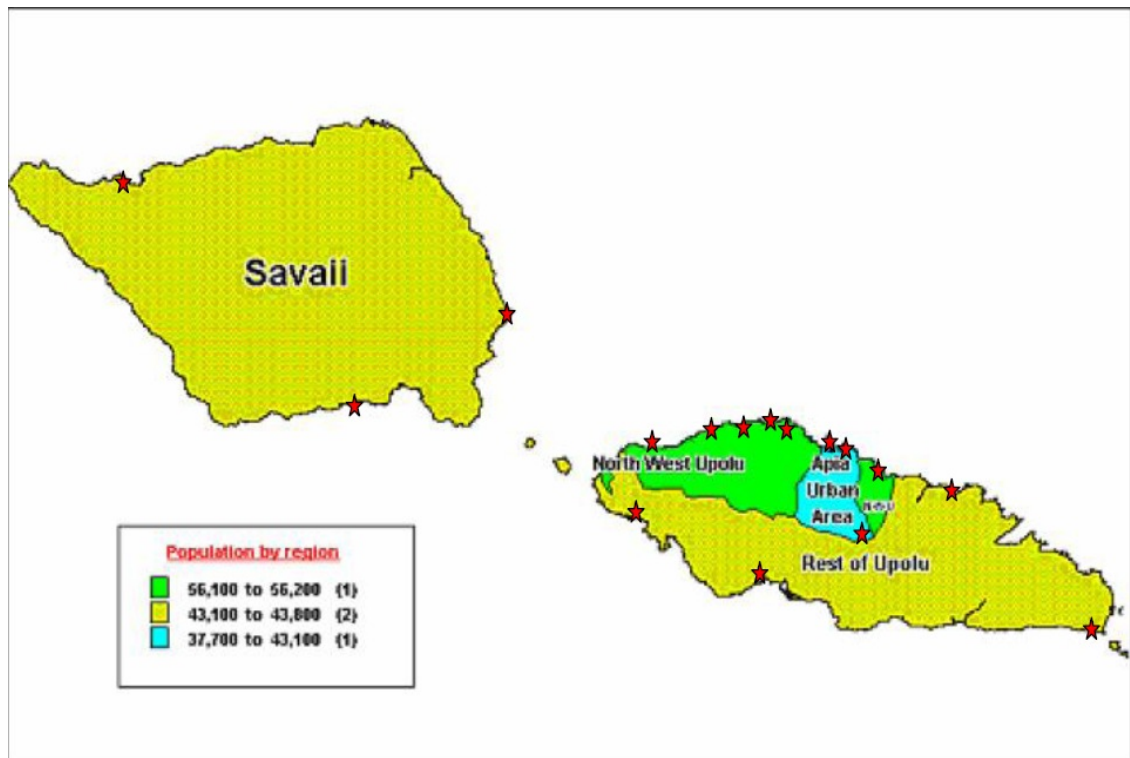 Savaii
North West Upolu
Apia
Urban
Area
Rest of Upolu
Population by region
56,100 to 56,200 (1)
43,100 to 43,800 (2)
37,700 to 43,100 (1)